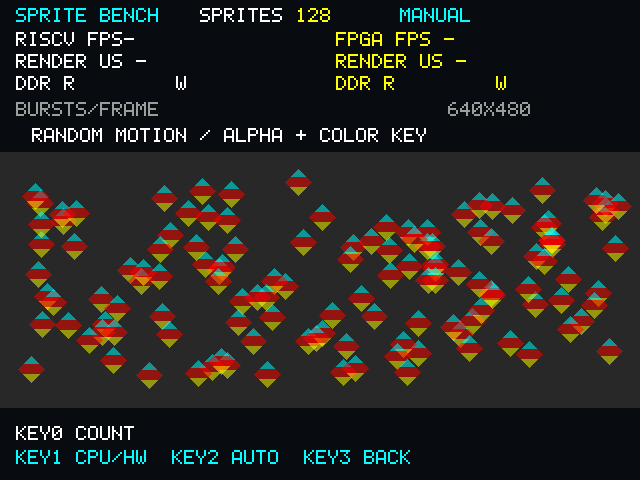 SPRITE BENCH SPRITES 128 MANUAL
RISCV FPS- FPGA FPS -
RENDER US - RENDER US -
DDR R W DDR R W
BURSTS/FRAME 640X480
RANDOM MOTION / ALPHA + COLOR KEY
KEY0 COUNT
KEY1 CPU/HW KEY2 AUTO KEY3 BACK